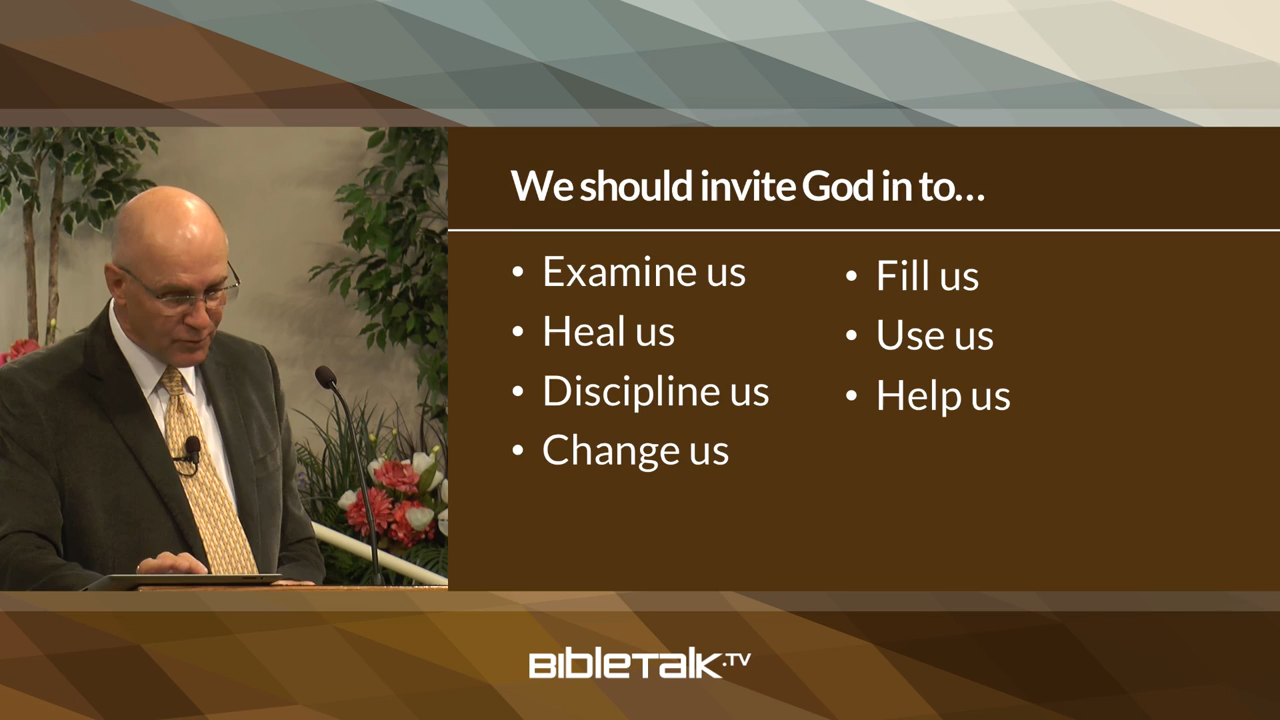 We should invite God in to...
• Examine us
• Heal us
• Discipline us
• Change us
• Fill us
• Use us
• Help us
BIBLETALK.TV